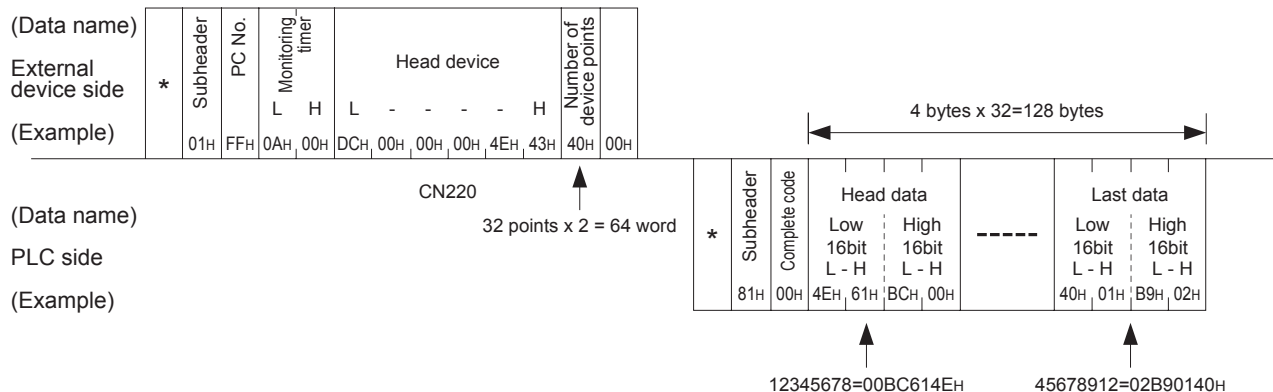 (Data name)
External
device side
(Example)
*
Subheader
PC No.
Monitoring
timer
L H
Head device
L - - - - H
Number of
device points
01H FFH 0AH 00H DCH 00H 00H 00H 4EH 43H 40H 00H
CN220
32 points x 2 = 64 word
4 bytes x 32=128 bytes
(Data name)
PLC side
(Example)
*
Subheader
Complete code
Head data
Low
16bit
L - H
High
16bit
L - H
Last data
Low
16bit
L - H
High
16bit
L - H
81H 00H 4EH 61H BCH 00H 40H 01H B9H 02H
12345678=00BC614EH
45678912=02B90140H